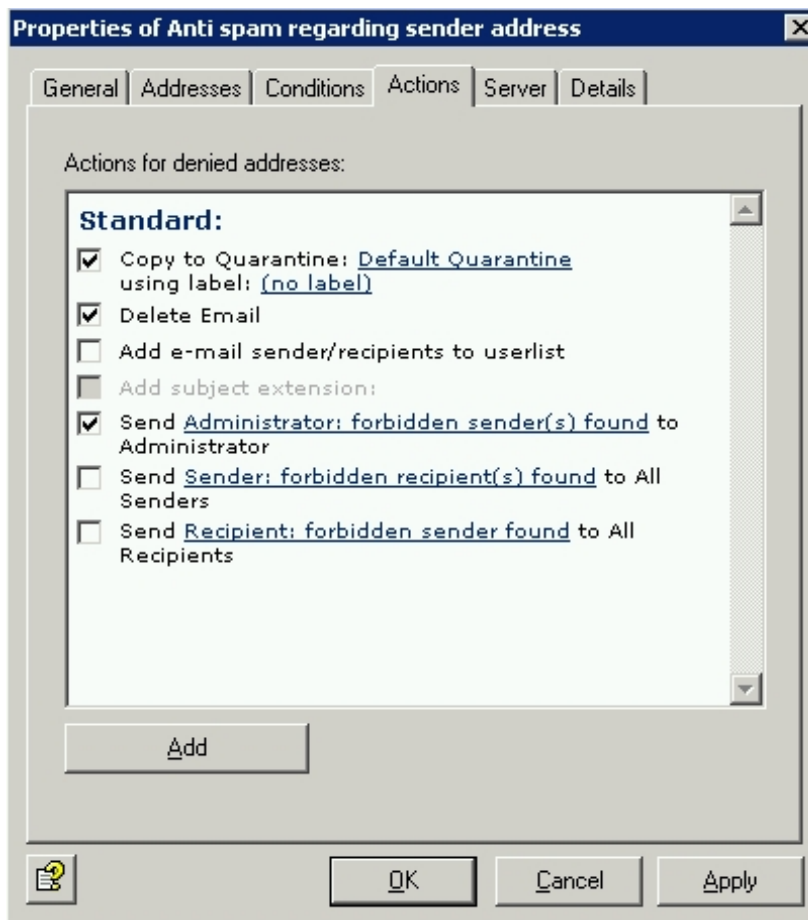 Properties of Anti spam regarding sender address
General Addresses Conditions Actions Server Details
Actions for denied addresses:
Standard:
Copy to Quarantine: Default Quarantine
using label: (no label)
Delete Email
Add e-mail sender/recipients to userlist
Add subject extension:
Send Administrator: forbidden sender(s) found to
Administrator
Send Sender: forbidden recipient(s) found to All
Senders
Send Recipient: forbidden sender found to All
Recipients
Add
OK Cancel Apply